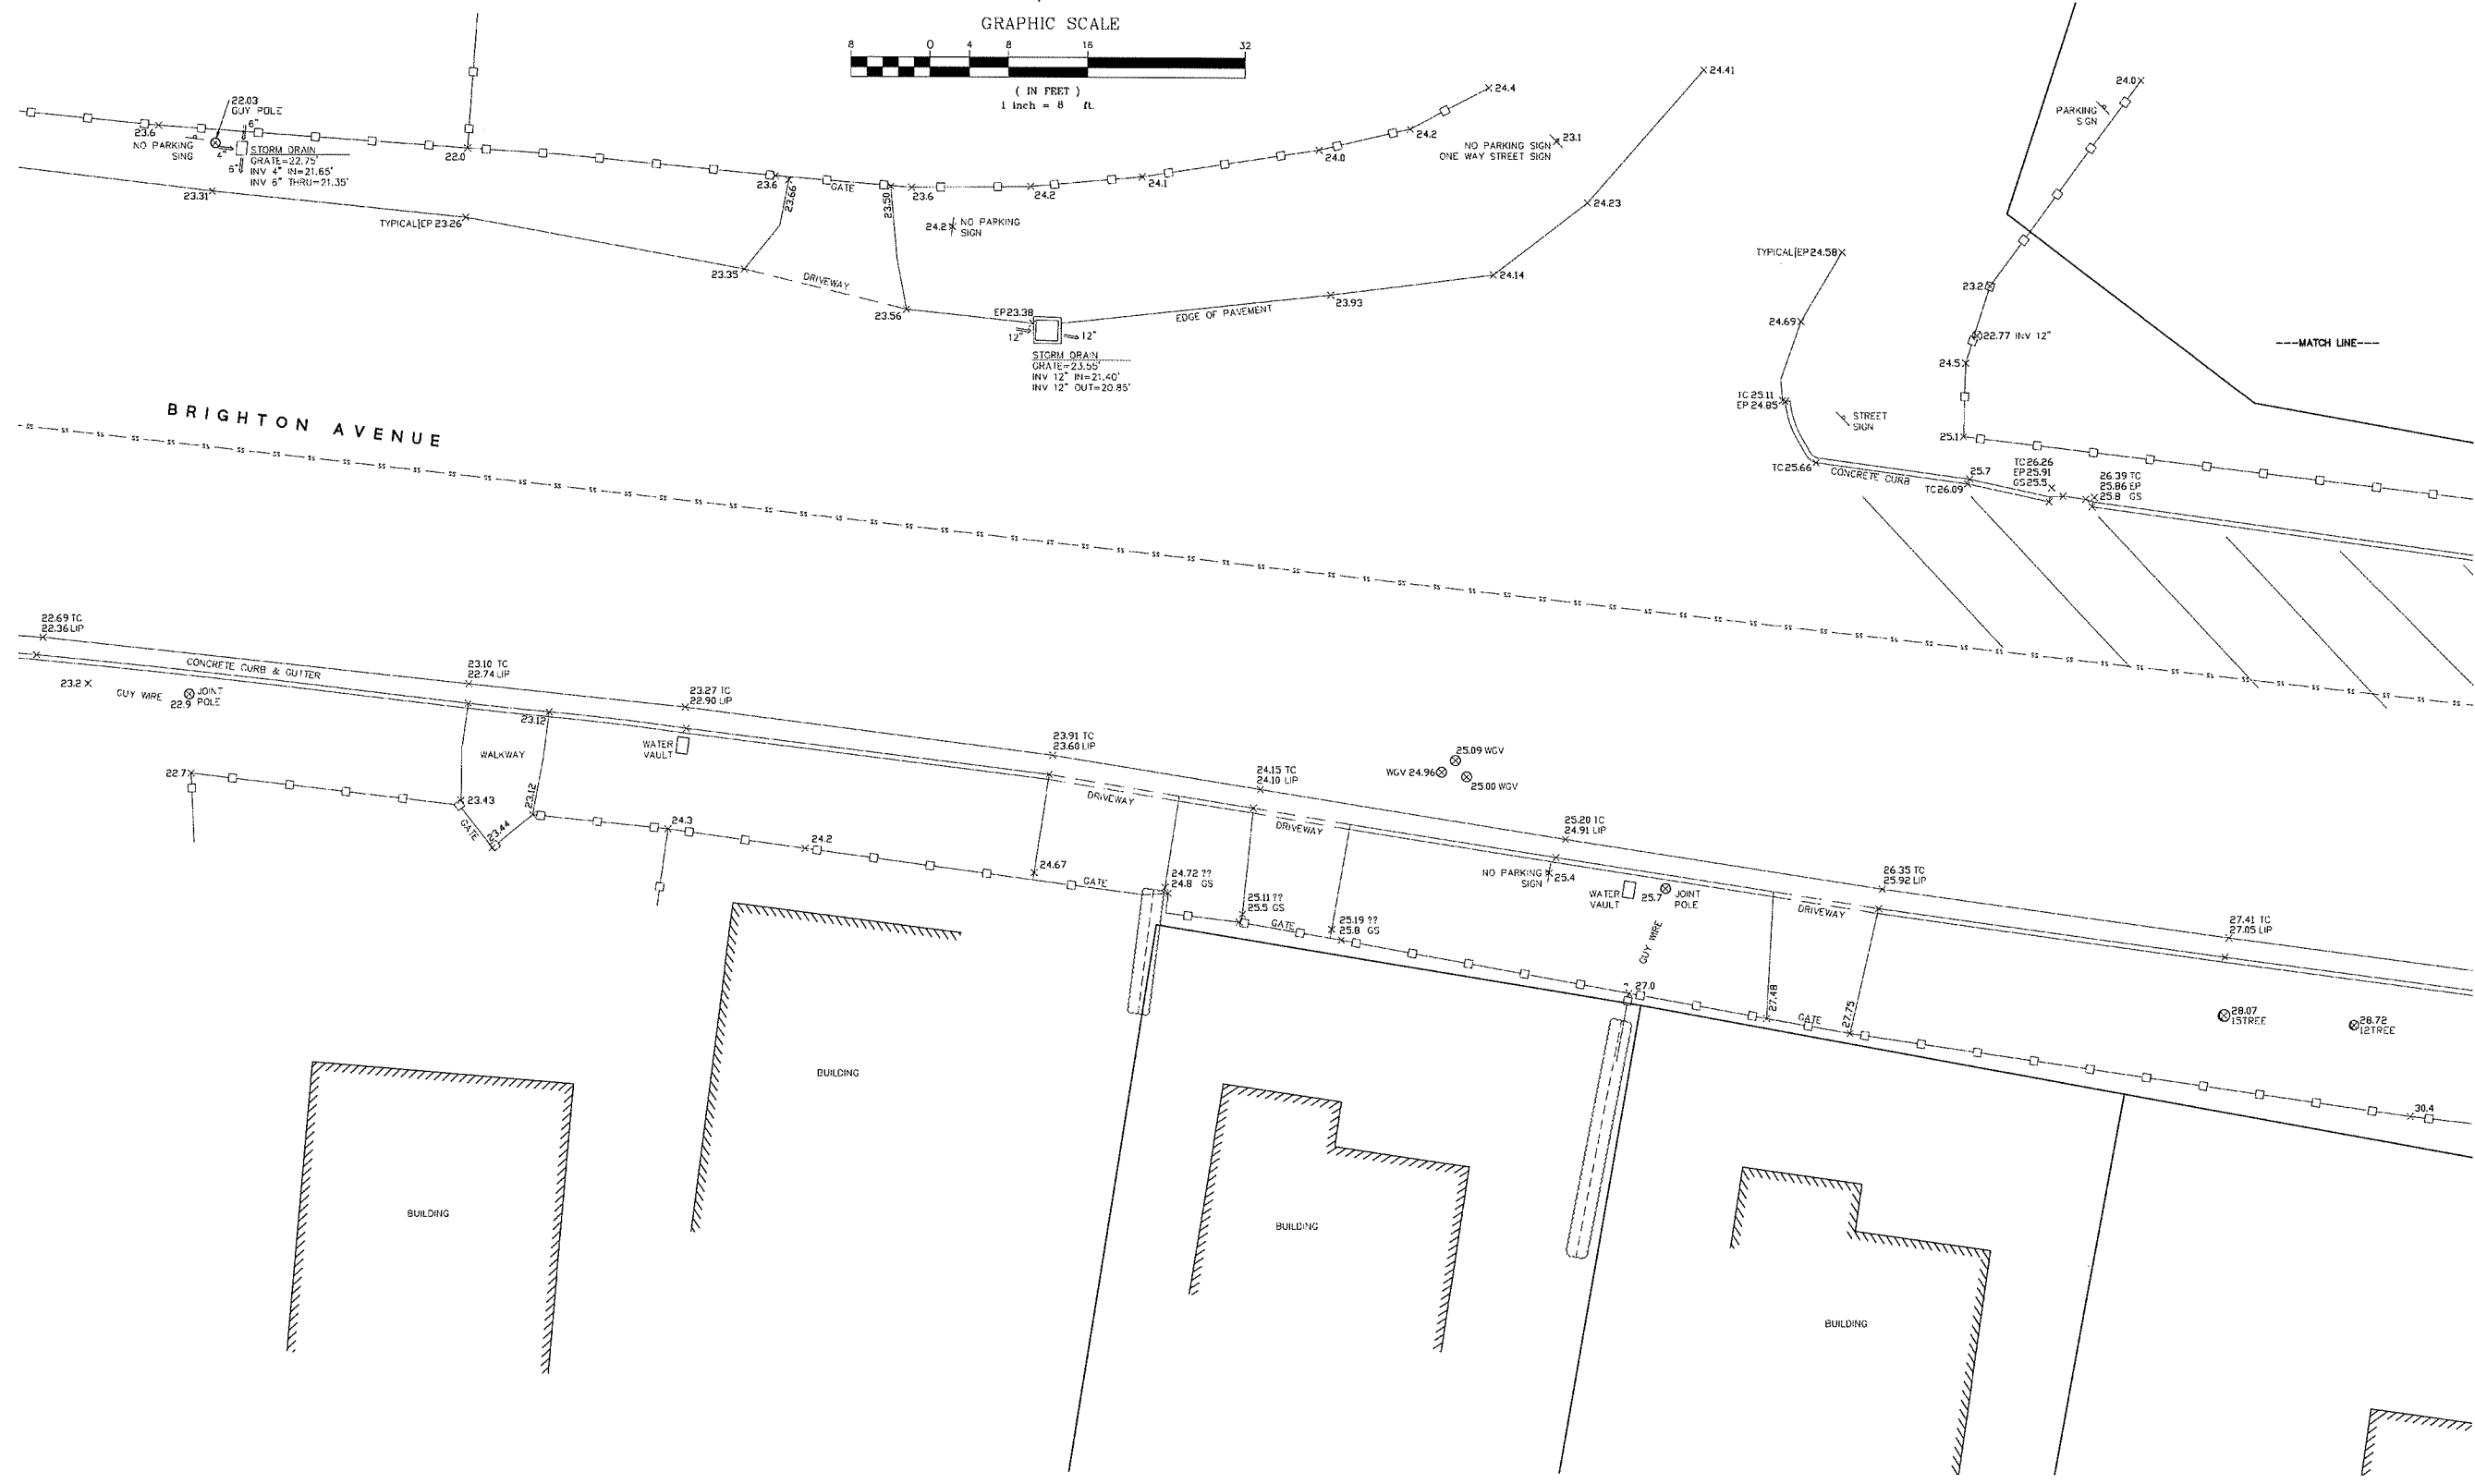 GRAPHIC SCALE
8 0 4 8 16 32
( IN FEET )
1 inch = 8 ft.
22.03
GUY POLE
6"
23.6
NO PARKING
SING
4"
6"
STORM DRAIN
GRATE=22.75'
INV 4" IN=21.65'
INV 6" THRU=21.35'
22.0
23.31
TYPICAL|EP 23.26
23.6
23.66
GATE
23.50
23.6
24.2
24.1
24.0
24.2
24.4
24.41
NO PARKING SIGN
ONE WAY STREET SIGN
23.1
24.2
NO PARKING
SIGN
24.23
23.35
DRIVEWAY
23.56
EP23.38
12"
12"
STORM DRAIN
GRATE=23.55'
INV 12" IN=21.40'
INV 12" OUT=20.85'
EDGE OF PAVEMENT
23.93
24.14
24.0
PARKING
SIGN
TYPICAL|EP24.58
23.2
24.69
22.77 INV 12"
24.5
---MATCH LINE---
TC 25.11
EP 24.85
STREET
SIGN
25.1
TC25.66
CONCRETE CURB
25.7
TC26.09
TC26.26
EP25.91
GS25.5
26.39 TC
25.86 EP
25.8 GS
BRIGHTON AVENUE
22.69 TC
22.36 LIP
CONCRETE CURB & GUTTER
23.10 TC
22.74 LIP
23.27 TC
22.90 LIP
23.2
GUY WIRE
22.9
JOINT
POLE
23.12
WALKWAY
WATER
VAULT
23.91 TC
23.60 LIP
24.15 TC
24.10 LIP
WGV 24.96
25.09 WGV
25.00 WGV
22.7
23.43
GATE
23.44
23.12
24.3
24.2
DRIVEWAY
DRIVEWAY
25.20 TC
24.91 LIP
24.67
GATE
24.72 ??
24.8 GS
25.11 ??
25.5 GS
GATE
25.19 ??
25.8 GS
NO PARKING
SIGN
25.4
WATER
VAULT
25.7
JOINT
POLE
GUY WIRE
DRIVEWAY
26.35 TC
25.92 LIP
27.41 TC
27.05 LIP
27.0
27.48
GATE
27.75
28.07
15TREE
28.72
12TREE
30.4
BUILDING
BUILDING
BUILDING
BUILDING